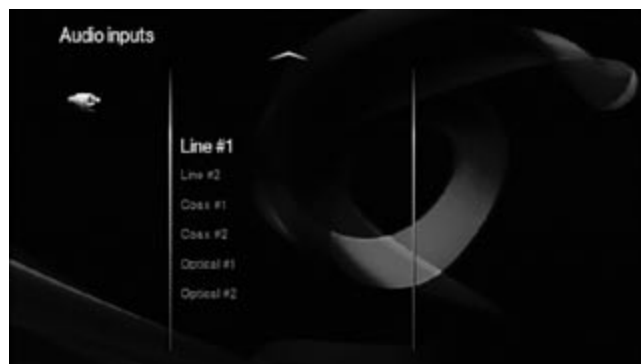 Audio inputs
Line #1
Line #2
Coax #1
Coax #2
Optical #1
Optical #2